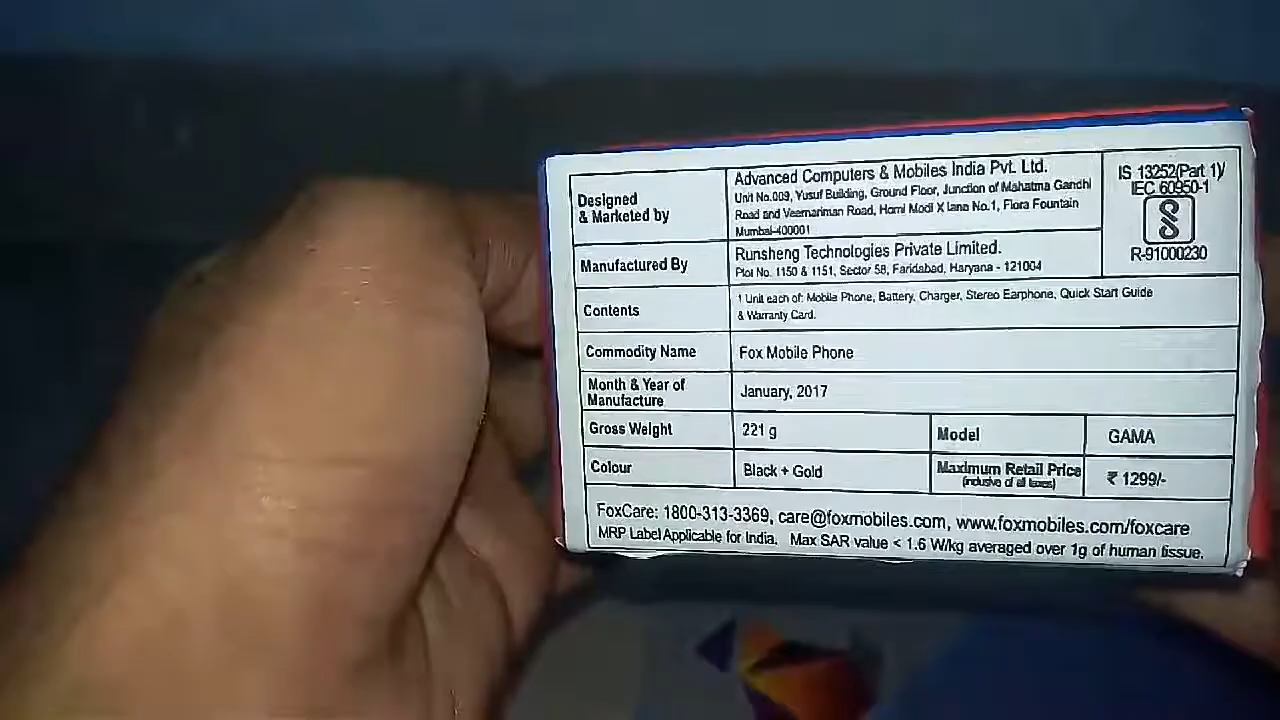 Designed
& Marketed by
Advanced Computers & Mobiles India Pvt. Ltd.
Unit No.009, Yusuf Building, Ground Floor, Junction of Mahatma Gandhi
Road and Veernariman Road, Homi Modi X lana No.1, Flora Fountain
Mumbai-400001
IS 13252(Part 1)/
IEC 60950-1
R-91000230
Manufactured By
Runsheng Technologies Private Limited.
Plot No. 1150 & 1151, Sector 58, Faridabad, Haryana - 121004
Contents
1 Unit each of: Mobile Phone, Battery, Charger, Stereo Earphone, Quick Start Guide
& Warranty Card.
Commodity Name
Fox Mobile Phone
Month & Year of
Manufacture
January, 2017
Gross Weight
221 g
Model
GAMA
Colour
Black + Gold
Maximum Retail Price
(inclusive of all taxes)
₹ 1299/-
FoxCare: 1800-313-3369, care@foxmobiles.com, www.foxmobiles.com/foxcare
MRP Label Applicable for India. Max SAR value < 1.6 W/kg averaged over 1g of human tissue.